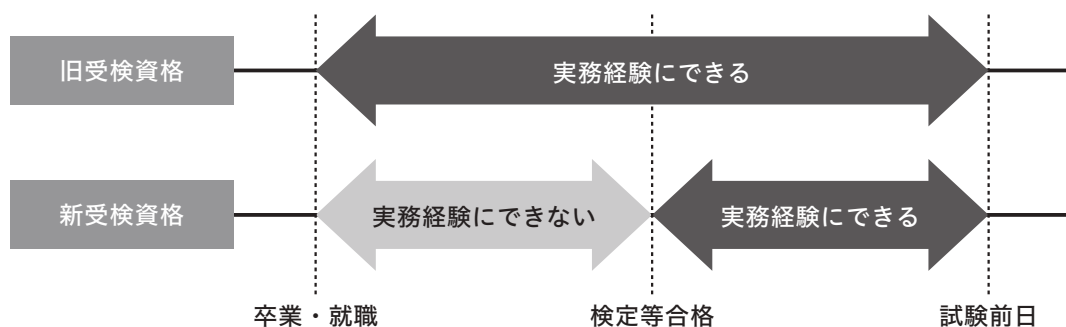 旧受検資格
実務経験にできる
新受検資格
実務経験にできない
実務経験にできる
卒業・就職
検定等合格
試験前日